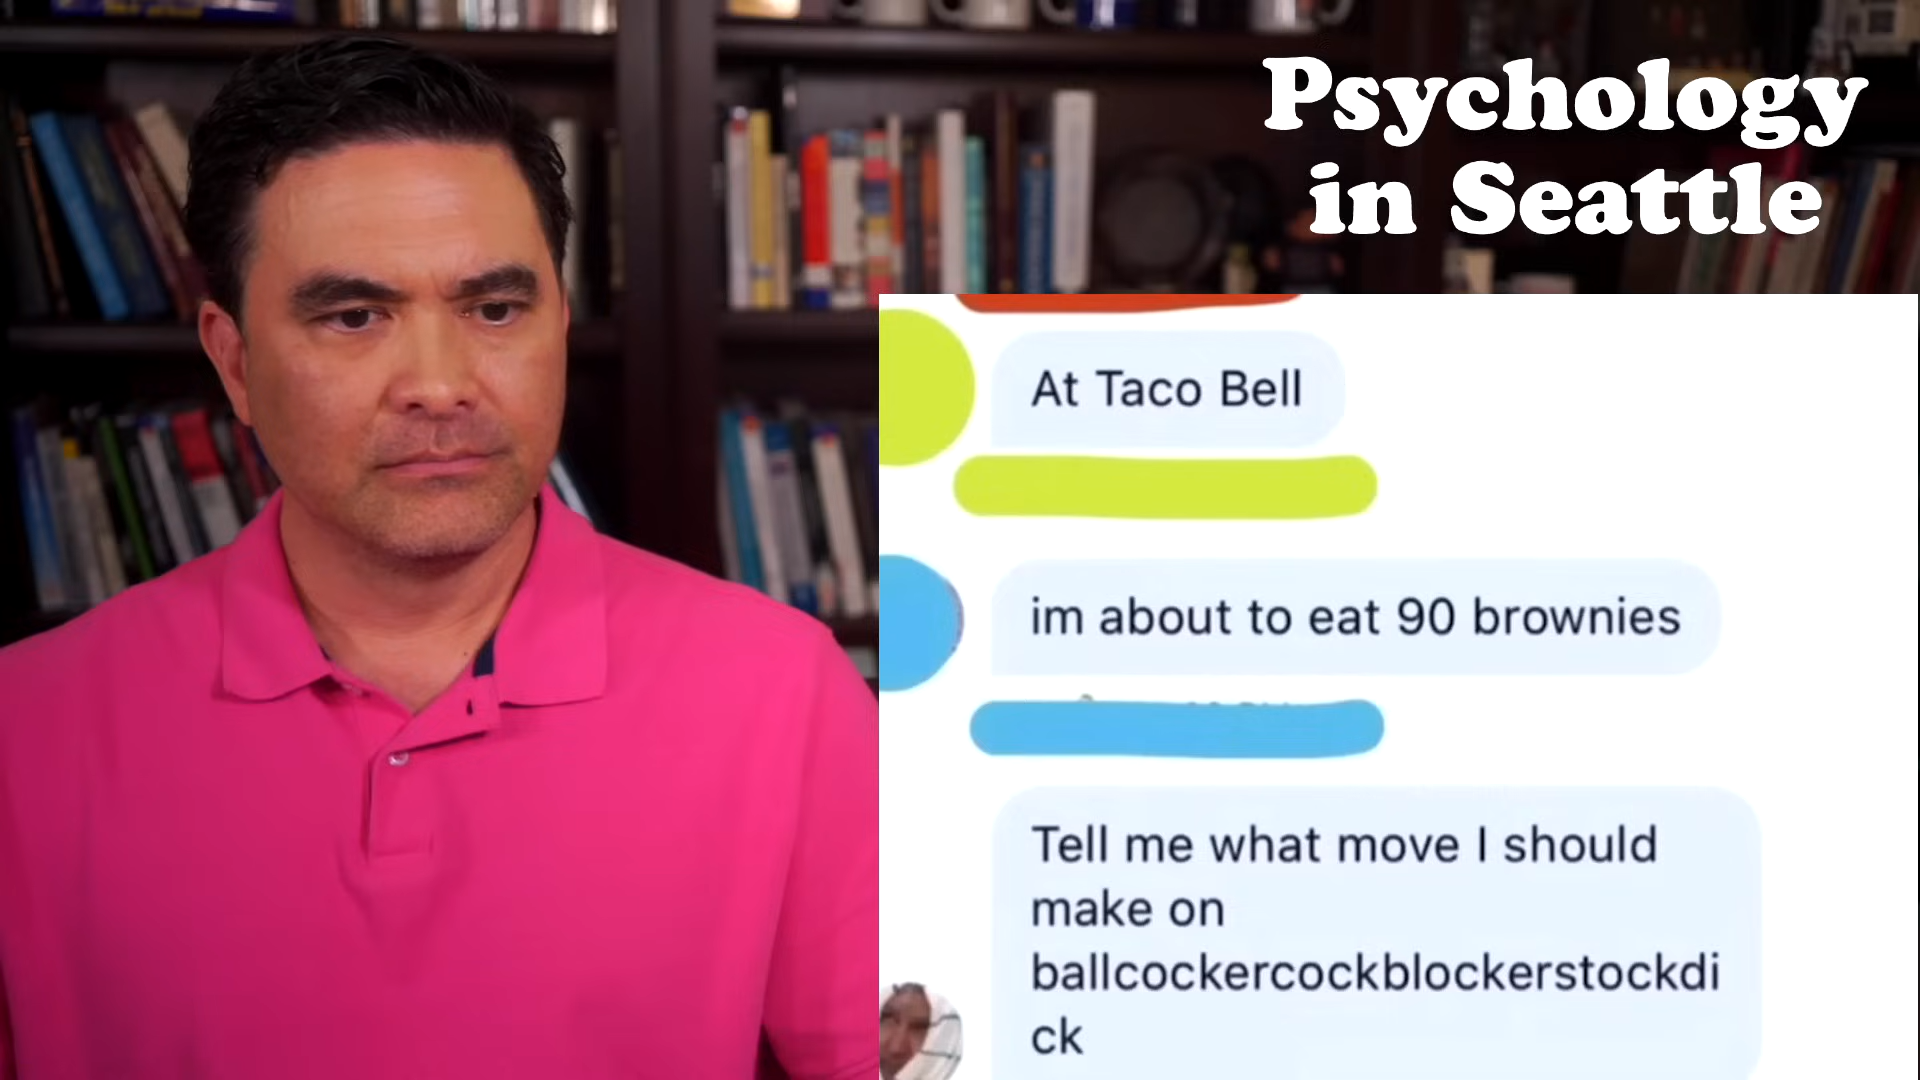 Psychology
in Seattle
At Taco Bell
im about to eat 90 brownies
Tell me what move I should
make on
ballcockercockblockerstockdi
ck